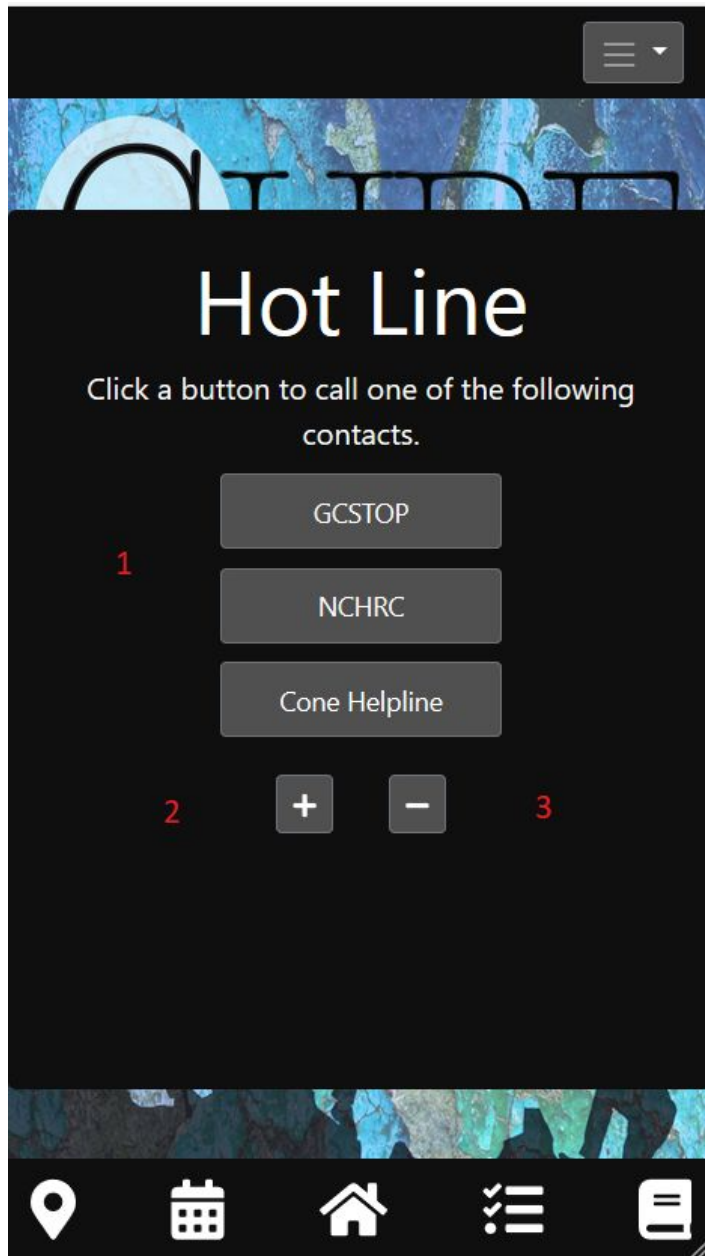 Hot Line
Click a button to call one of the following
contacts.
GCSTOP
1
NCHRC
Cone Helpline
2 + − 3